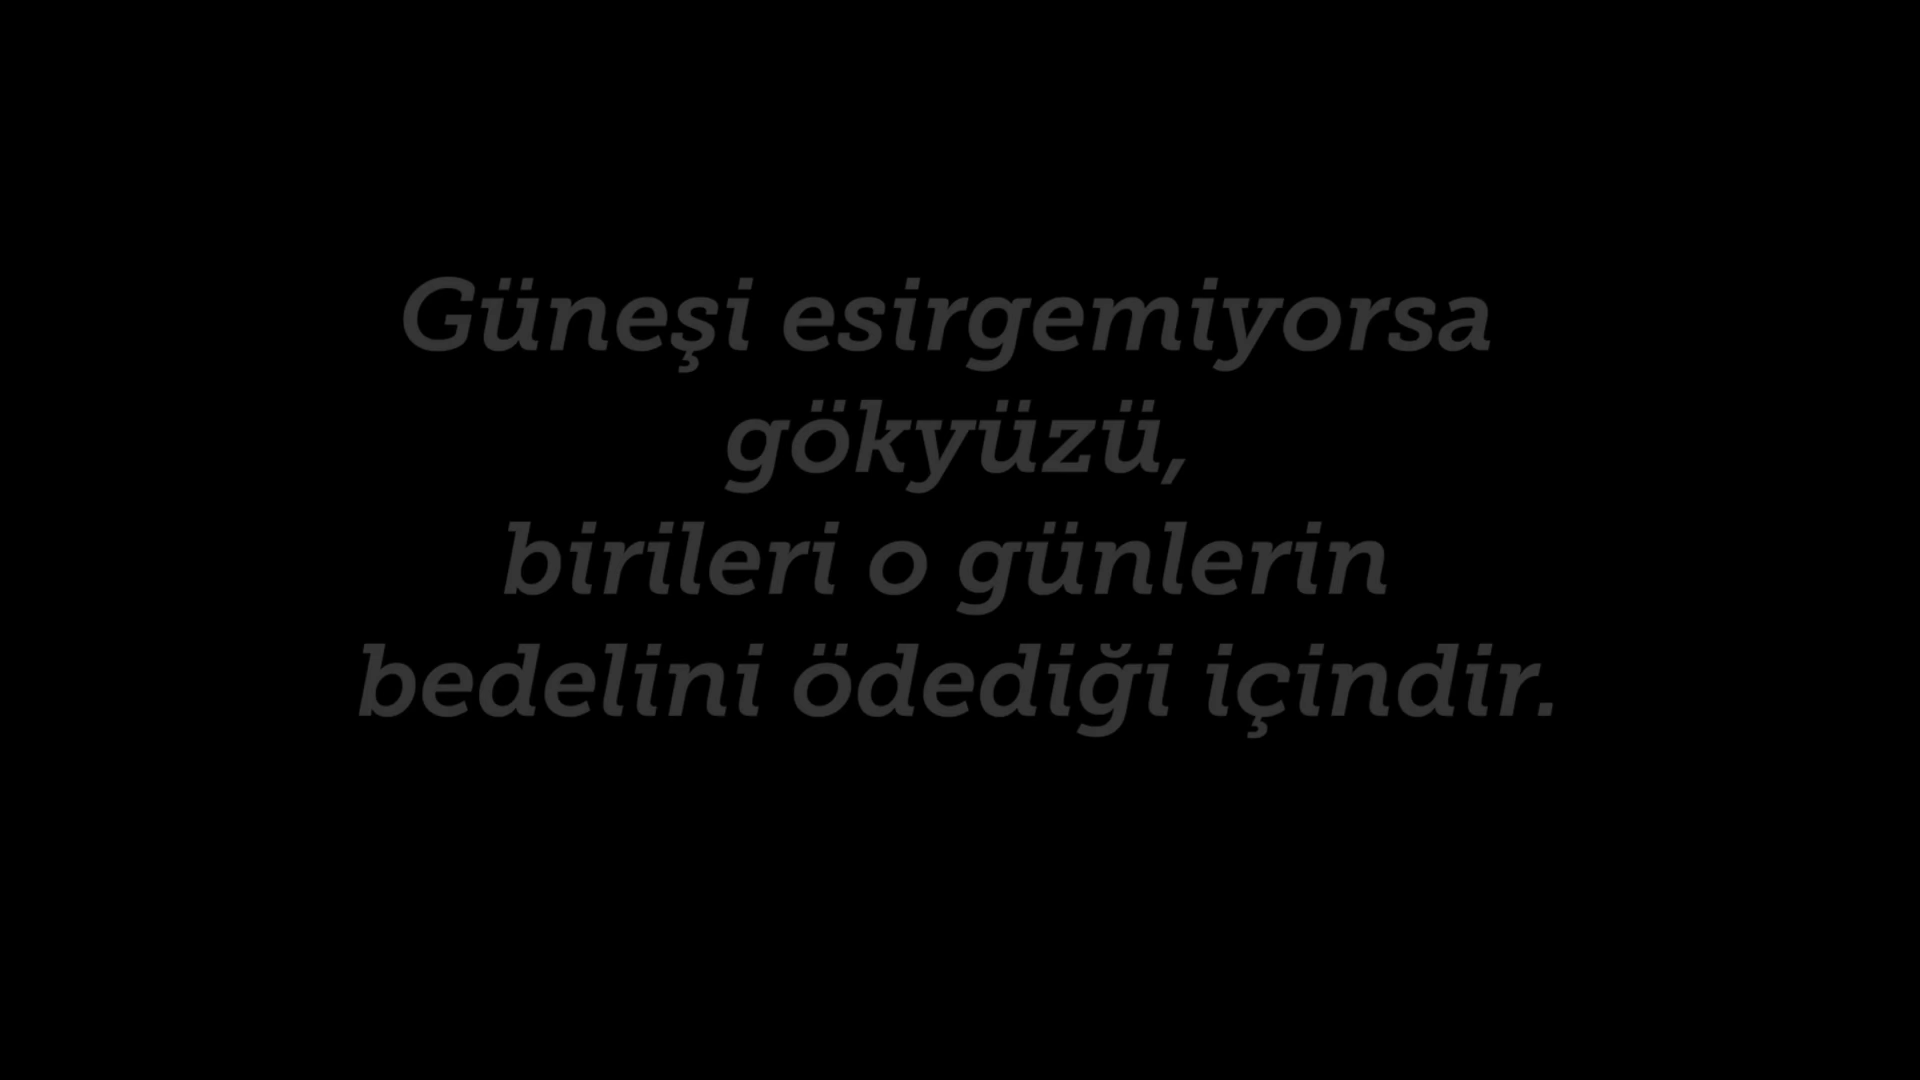 Güneşi esirgemiyorsa
gökyüzü,
birileri o günlerin
bedelini ödediği içindir.